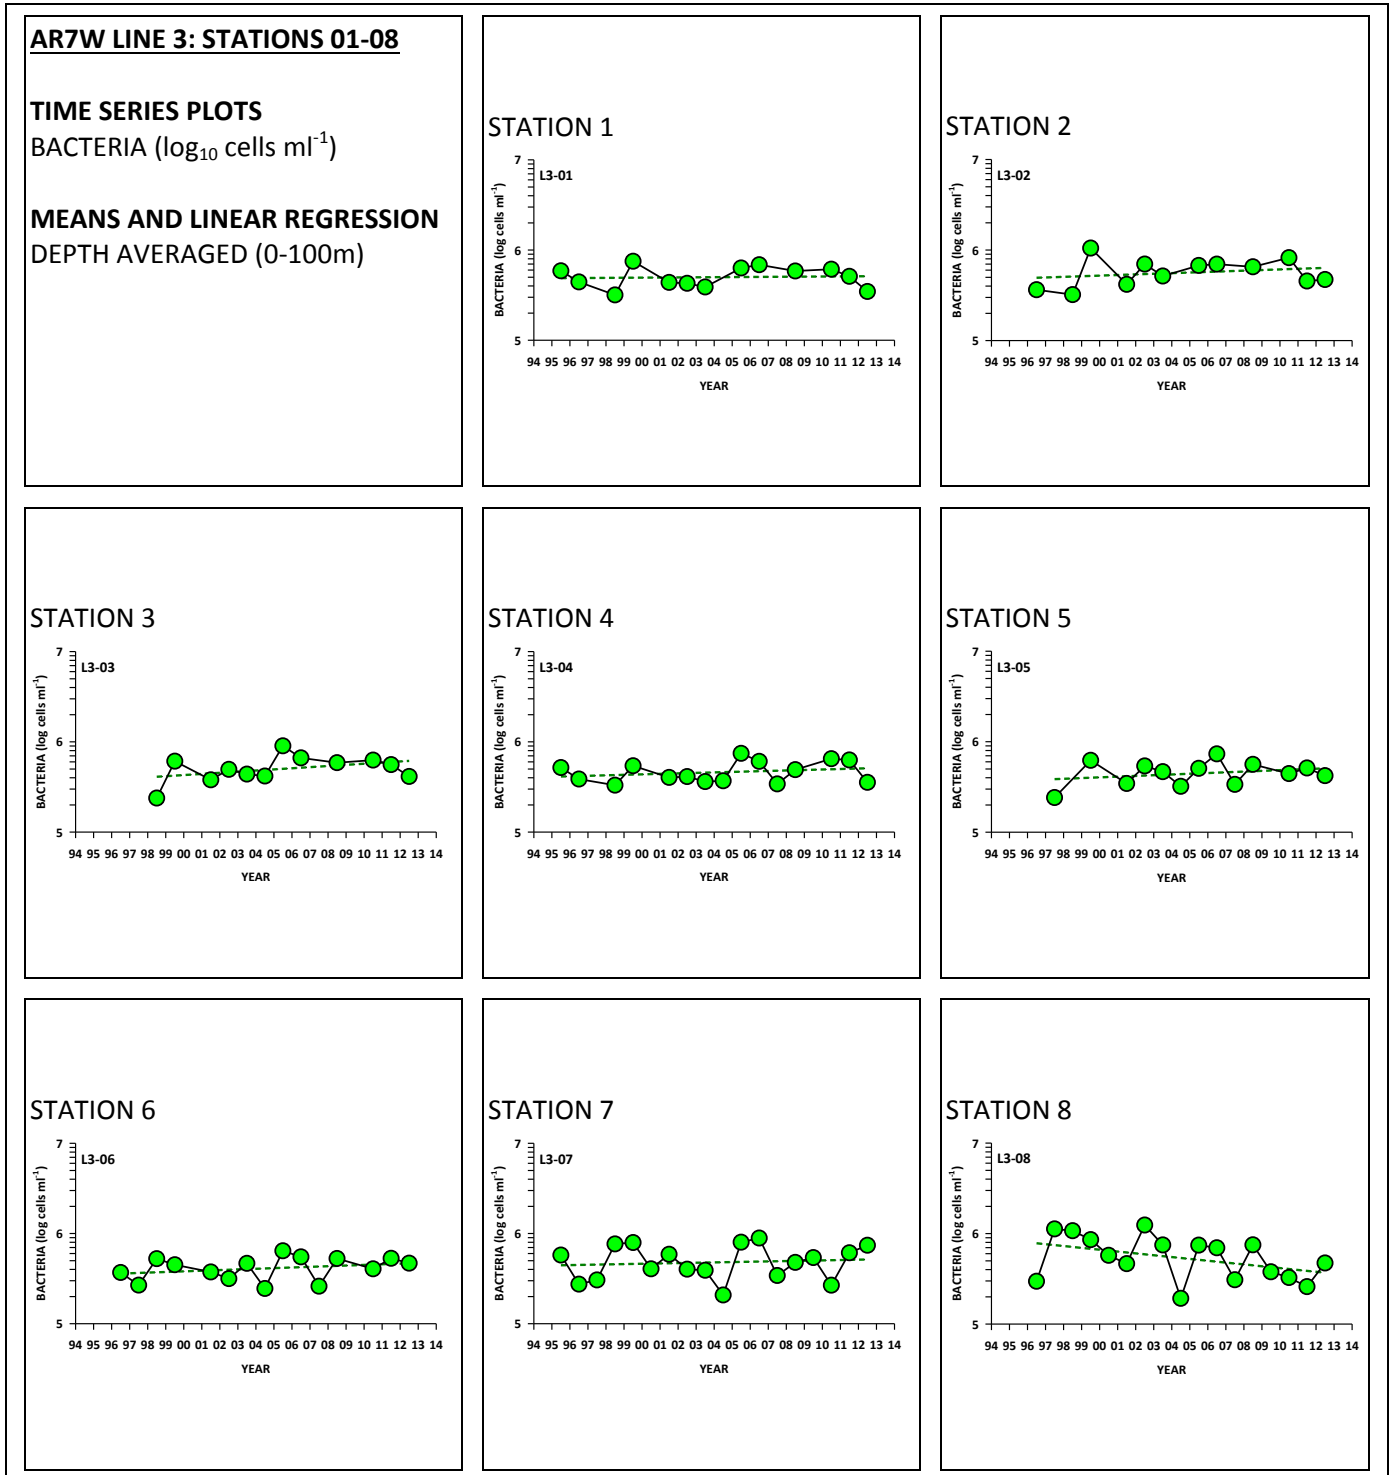 AR7W LINE 3: STATIONS 01-08
TIME SERIES PLOTS
BACTERIA (log₁₀ cells ml⁻¹)
MEANS AND LINEAR REGRESSION
DEPTH AVERAGED (0-100m)
STATION 1
7
6
5
BACTERIA (log cells ml⁻¹)
L3-01
94 95 96 97 98 99 00 01 02 03 04 05 06 07 08 09 10 11 12 13 14
YEAR
STATION 2
7
6
5
BACTERIA (log cells ml⁻¹)
L3-02
94 95 96 97 98 99 00 01 02 03 04 05 06 07 08 09 10 11 12 13 14
YEAR
STATION 3
7
6
5
BACTERIA (log cells ml⁻¹)
L3-03
94 95 96 97 98 99 00 01 02 03 04 05 06 07 08 09 10 11 12 13 14
YEAR
STATION 4
7
6
5
BACTERIA (log cells ml⁻¹)
L3-04
94 95 96 97 98 99 00 01 02 03 04 05 06 07 08 09 10 11 12 13 14
YEAR
STATION 5
7
6
5
BACTERIA (log cells ml⁻¹)
L3-05
94 95 96 97 98 99 00 01 02 03 04 05 06 07 08 09 10 11 12 13 14
YEAR
STATION 6
7
6
5
BACTERIA (log cells ml⁻¹)
L3-06
94 95 96 97 98 99 00 01 02 03 04 05 06 07 08 09 10 11 12 13 14
YEAR
STATION 7
7
6
5
BACTERIA (log cells ml⁻¹)
L3-07
94 95 96 97 98 99 00 01 02 03 04 05 06 07 08 09 10 11 12 13 14
YEAR
STATION 8
7
6
5
BACTERIA (log cells ml⁻¹)
L3-08
94 95 96 97 98 99 00 01 02 03 04 05 06 07 08 09 10 11 12 13 14
YEAR